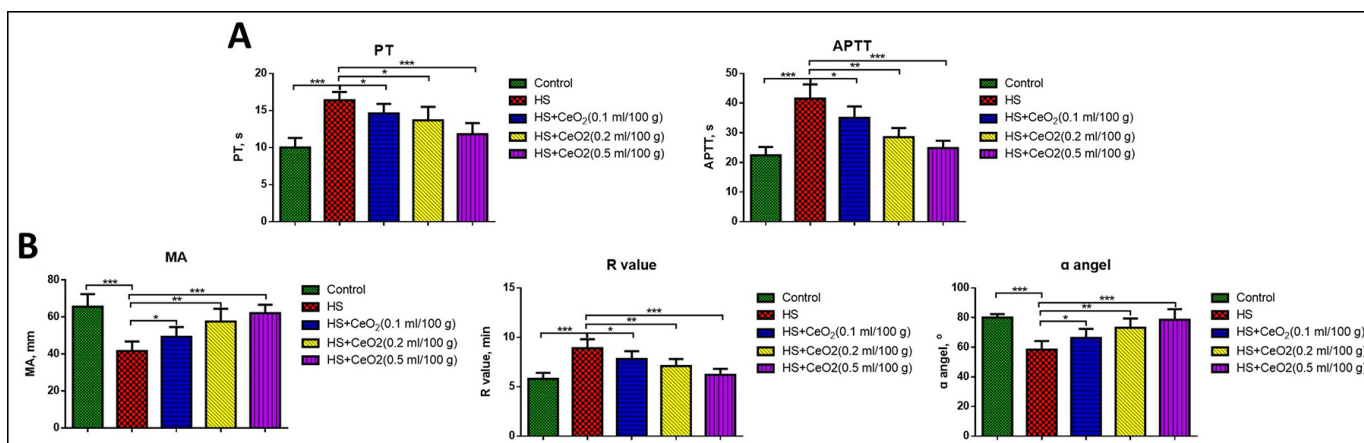 A
PT
PT, s
20
15
10
5
0
***
*
*
***
Control
HS
HS+CeO₂(0.1 ml/100 g)
HS+CeO2(0.2 ml/100 g)
HS+CeO2(0.5 ml/100 g)
APTT
APTT, s
50
40
30
20
0
***
*
**
***
Control
HS
HS+CeO₂(0.1 ml/100 g)
HS+CeO2(0.2 ml/100 g)
HS+CeO2(0.5 ml/100 g)
B
MA
MA, mm
80
60
40
20
0
***
*
**
***
Control
HS
HS+CeO₂(0.1 ml/100 g)
HS+CeO2(0.2 ml/100 g)
HS+CeO2(0.5 ml/100 g)
R value
R value, min
15
10
5
0
***
*
**
***
Control
HS
HS+CeO₂(0.1 ml/100 g)
HS+CeO2(0.2 ml/100 g)
HS+CeO2(0.5 ml/100 g)
α angel
α angel, °
100
80
60
40
20
0
***
*
**
***
Control
HS
HS+CeO₂(0.1 ml/100 g)
HS+CeO2(0.2 ml/100 g)
HS+CeO2(0.5 ml/100 g)